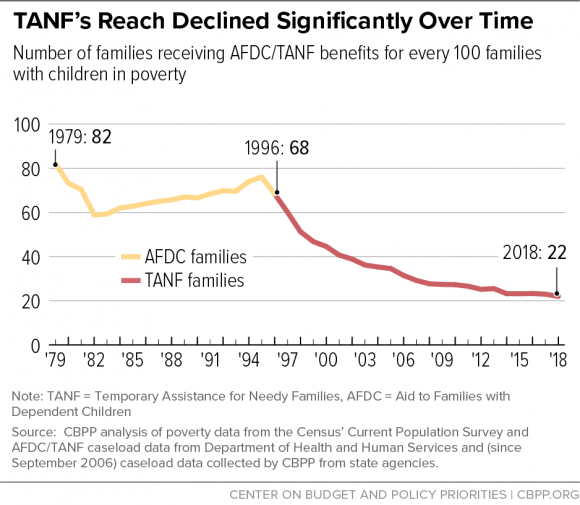 TANF's Reach Declined Significantly Over Time
Number of families receiving AFDC/TANF benefits for every 100 families
with children in poverty
100
80
60
40
20
0
1979: 82
1996: 68
2018: 22
AFDC families
TANF families
'79 '82 '85 '88 '91 '94 '97 '00 '03 '06 '09 '12 '15 '18
Note: TANF = Temporary Assistance for Needy Families, AFDC = Aid to Families with
Dependent Children
Source: CBPP analysis of poverty data from the Census' Current Population Survey and
AFDC/TANF caseload data from Department of Health and Human Services and (since
September 2006) caseload data collected by CBPP from state agencies.
CENTER ON BUDGET AND POLICY PRIORITIES | CBPP.ORG